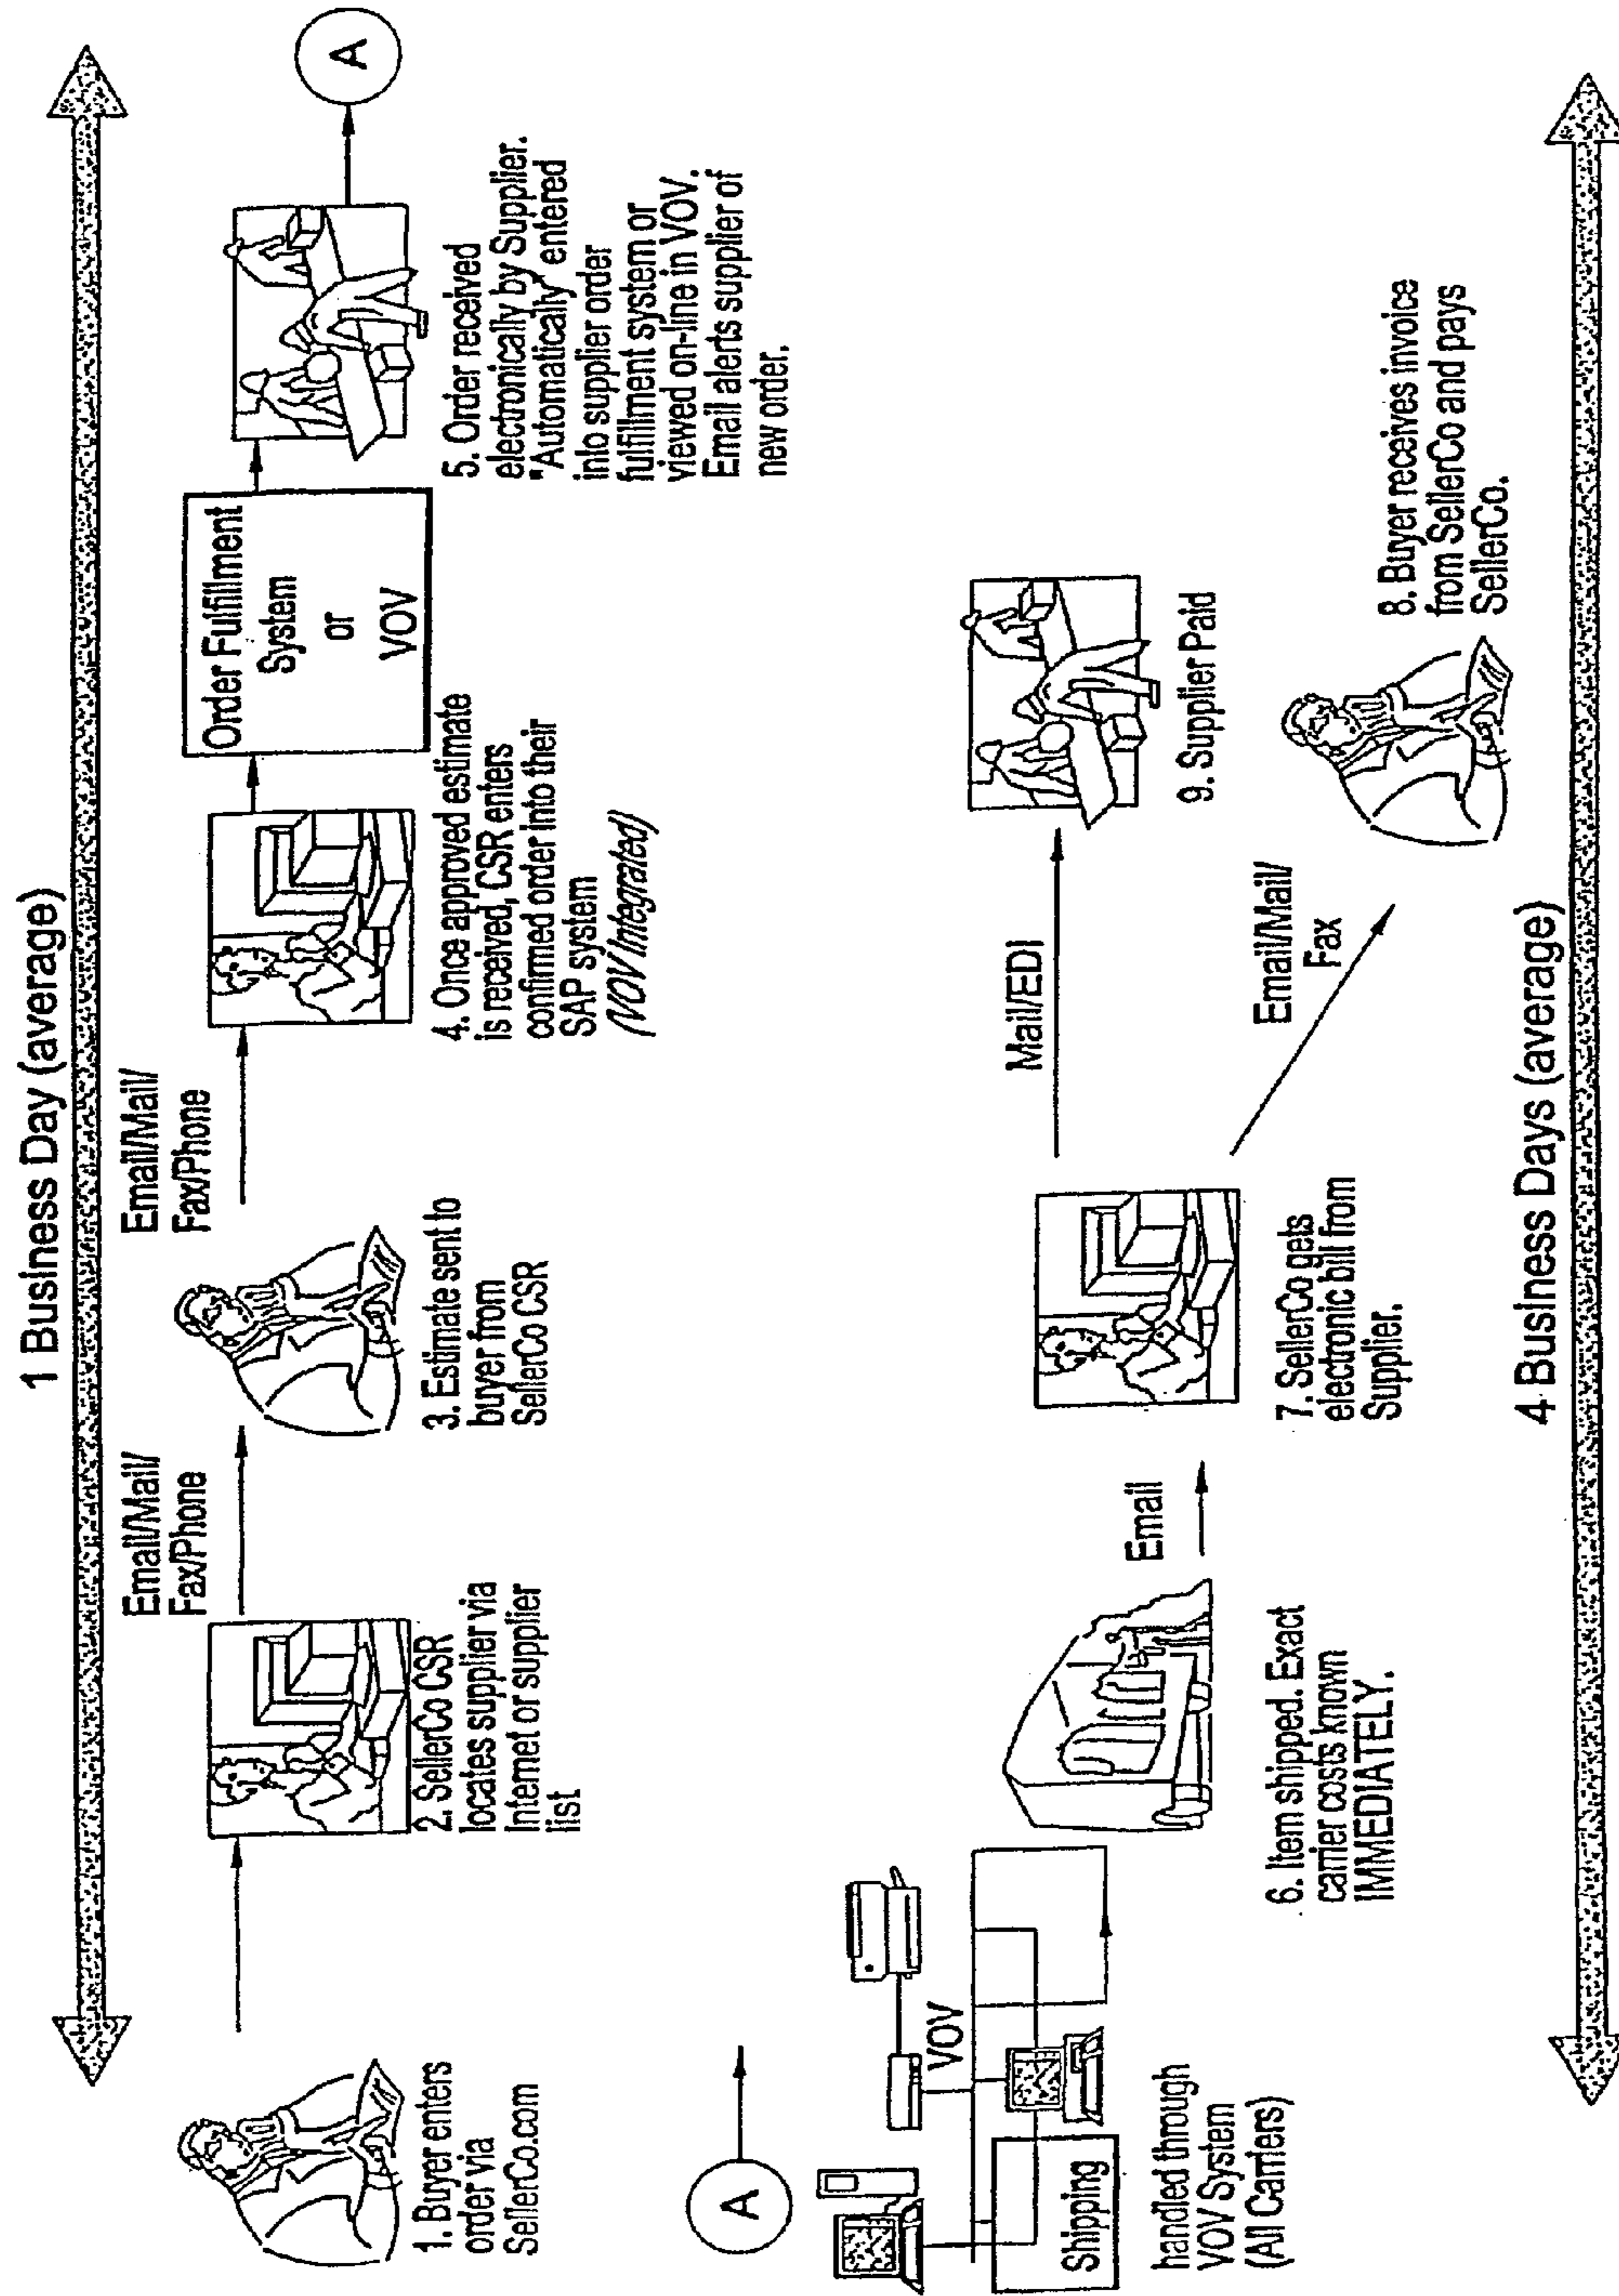 1 Business Day (average)
1. Buyer enters
order via
SellerCo.com
2. SellerCo CSR
locates supplier via
Internet or supplier
list
Email/Mail/
Fax/Phone
3. Estimate sent to
buyer from
SellerCo CSR
Email/Mail/
Fax/Phone
4. Once approved estimate
is received, CSR enters
confirmed order into their
SAP system
(VOV Integrated)
Order Fulfillment
System
or
VOV
5. Order received
electronically by Supplier.
"Automatically" entered
into supplier order
fulfillment system or
viewed on-line in VOV.
Email alerts supplier of
new order.
A
A
VOV
Shipping
handled through
VOV System
(All Carriers)
6. Item shipped. Exact
carrier costs known
IMMEDIATELY.
Email
7. SellerCo gets
electronic bill from
Supplier.
Mail/EDI
9. Supplier Paid
Email/Mail/
Fax
8. Buyer receives invoice
from SellerCo and pays
SellerCo.
4 Business Days (average)